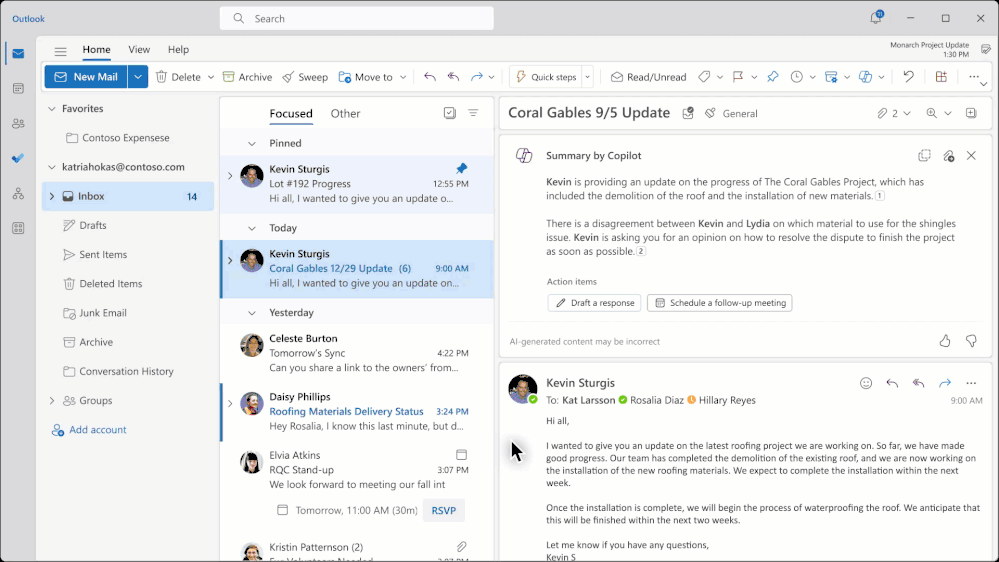 Outlook
Search
19
Monarch Project Update
1:30 PM
Home View Help
New Mail Delete Archive Sweep Move to Quick steps Read/Unread
Favorites
Contoso Expensese
katriahokas@contoso.com
Inbox 14
Drafts
Sent Items
Deleted Items
Junk Email
Archive
Conversation History
Groups
Add account
Focused Other
Pinned
Kevin Sturgis
Lot #192 Progress 12:55 PM
Hi all, I wanted to give you an update o...
Today
Kevin Sturgis
Coral Gables 12/29 Update (6) 9:00 AM
Hi all, I wanted to give you an update on...
Yesterday
Celeste Burton
Tomorrow's Sync 4:22 PM
Can you share a link to the owners' from...
Daisy Phillips
Roofing Materials Delivery Status 3:24 PM
Hey Rosalia, I know this last minute, but d...
Elvia Atkins
RQC Stand-up 3:07 PM
We look forward to meeting our fall int
Tomorrow, 11:00 AM (30m) RSVP
Kristin Patternson (2)
Coral Gables 9/5 Update General 2
Summary by Copilot
Kevin is providing an update on the progress of The Coral Gables Project, which has
included the demolition of the roof and the installation of new materials. 1
There is a disagreement between Kevin and Lydia on which material to use for the shingles
issue. Kevin is asking you for an opinion on how to resolve the dispute to finish the project
as soon as possible. 2
Action items
Draft a response Schedule a follow-up meeting
AI-generated content may be incorrect
Kevin Sturgis
To: Kat Larsson Rosalia Diaz Hillary Reyes 9:00 AM
Hi all,
I wanted to give you an update on the latest roofing project we are working on. So far, we have made
good progress. Our team has completed the demolition of the existing roof, and we are now working on
the installation of the new roofing materials. We expect to complete the installation within the next
week.
Once the installation is complete, we will begin the process of waterproofing the roof. We anticipate that
this will be finished within the next two weeks.
Let me know if you have any questions,
Kevin S